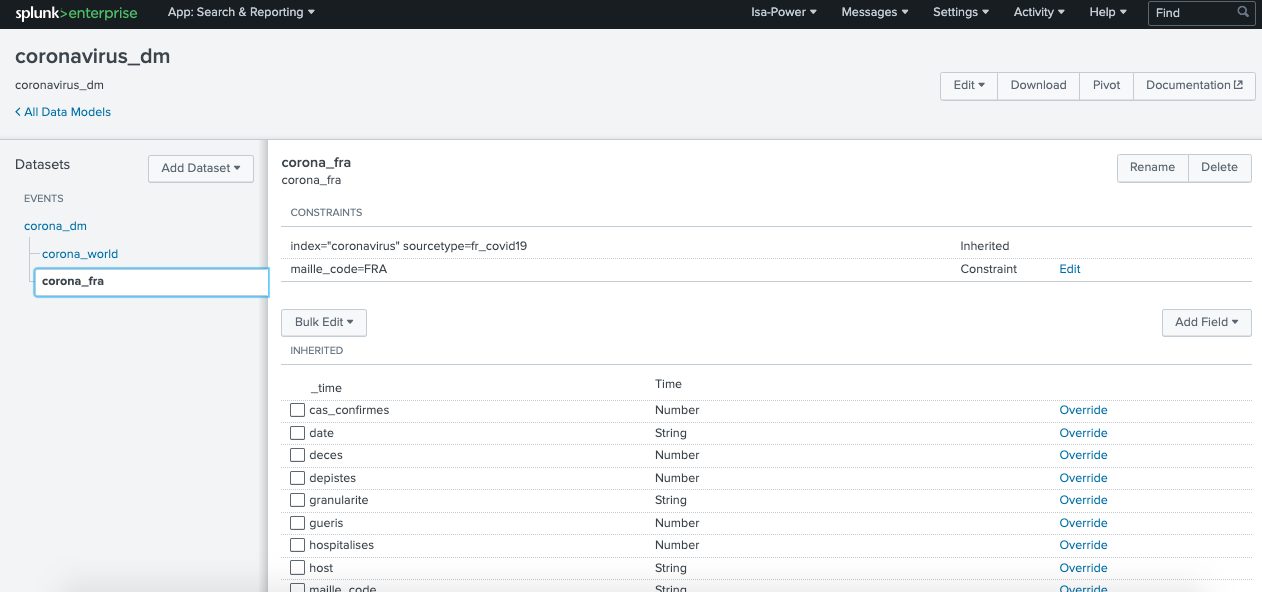 splunk>enterprise App: Search & Reporting Isa-Power Messages Settings Activity Help Find
coronavirus_dm
coronavirus_dm
Edit Download Pivot Documentation
< All Data Models
Datasets Add Dataset
EVENTS
corona_dm
corona_world
corona_fra
corona_fra
corona_fra
Rename Delete
CONSTRAINTS
index="coronavirus" sourcetype=fr_covid19 Inherited
maille_code=FRA Constraint Edit
Bulk Edit Add Field
INHERITED
_time Time
cas_confirmes Number Override
date String Override
deces Number Override
depistes Number Override
granularite String Override
gueris Number Override
hospitalises Number Override
host String Override
maille_code String Override